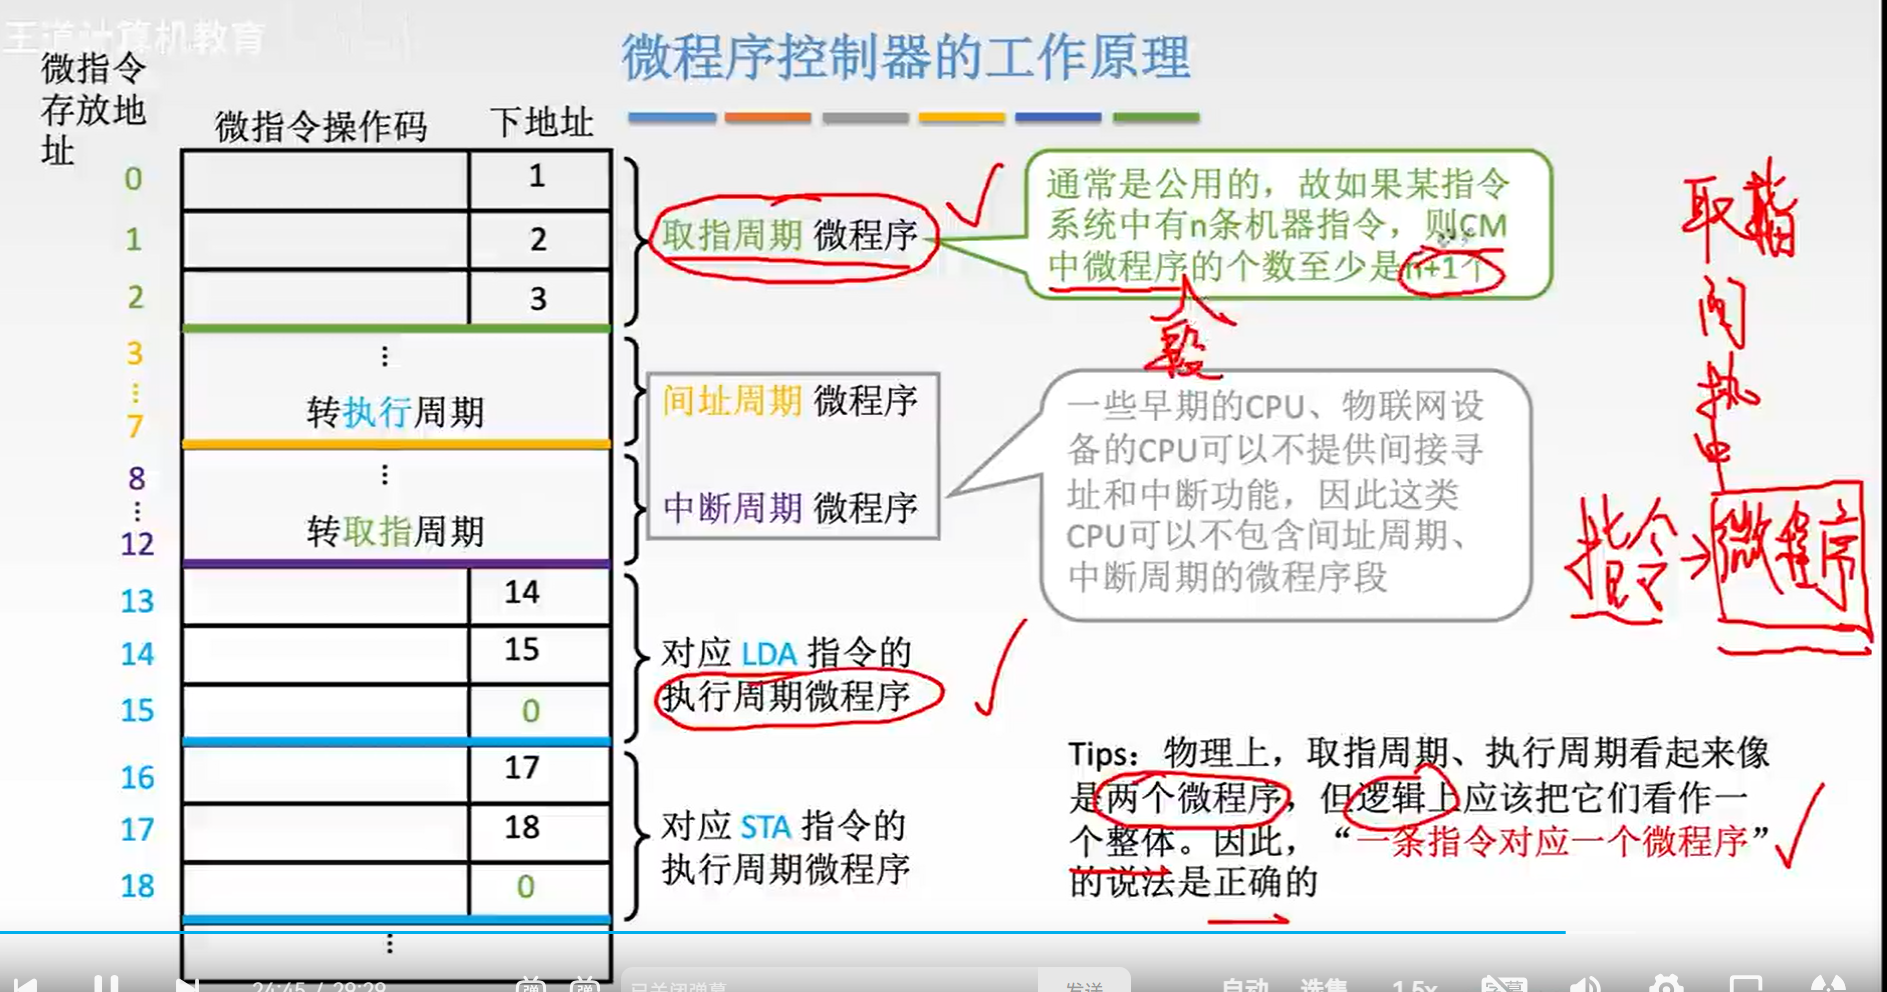 王道计算机教育
微程序控制器的工作原理
微指令
存放地
址
微指令操作码
下地址
0
1
1
2
2
3
3
⋮
7
⋮
转执行周期
8
⋮
12
⋮
转取指周期
13
14
14
15
15
0
16
17
17
18
18
0
⋮
取指周期 微程序
间址周期 微程序
中断周期 微程序
对应 LDA 指令的
执行周期微程序
对应 STA 指令的
执行周期微程序
通常是公用的，故如果某指令
系统中有n条机器指令，则CM
中微程序的个数至少是n+1个
段
一些早期的CPU、物联网设
备的CPU可以不提供间接寻
址和中断功能，因此这类
CPU可以不包含间址周期、
中断周期的微程序段
取指
间
执
中
指令→微程序
Tips：物理上，取指周期、执行周期看起来像
是两个微程序，但逻辑上应该把它们看作一
个整体。因此，“一条指令对应一个微程序”
的说法是正确的
24:45 / 29:29
弹
弹
已关闭弹幕
发送
自动
选集
1.5x
字幕